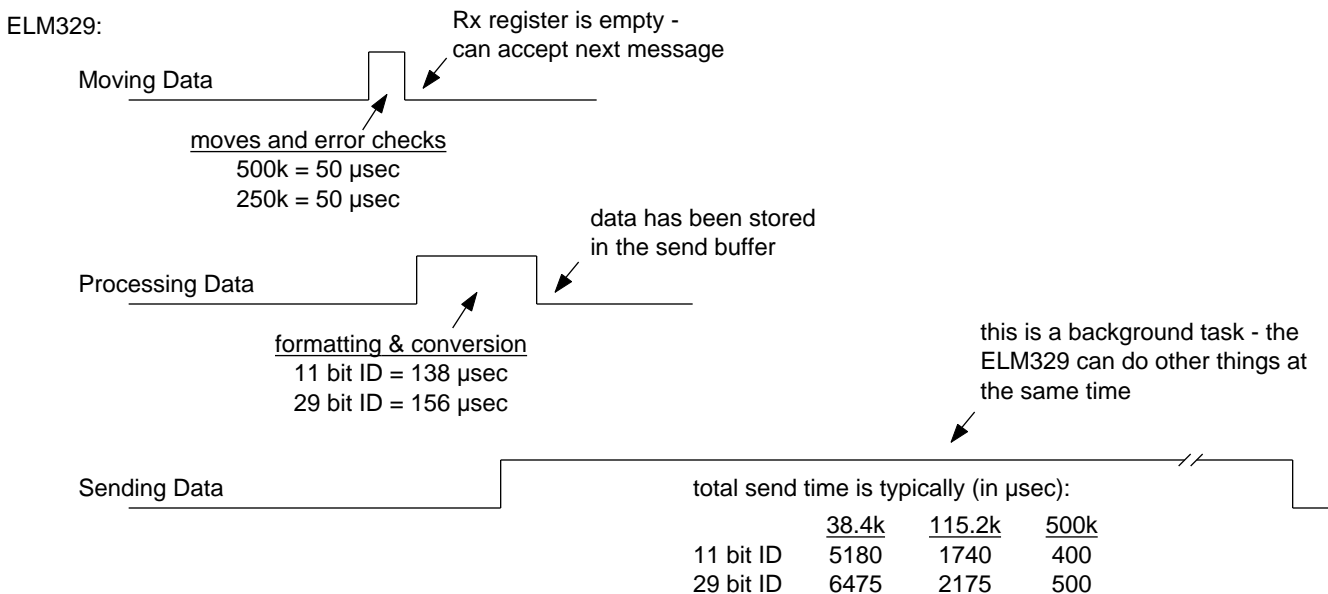 ELM329:
Rx register is empty -
can accept next message
Moving Data
moves and error checks
500k = 50 µsec
250k = 50 µsec
data has been stored
in the send buffer
Processing Data
formatting & conversion
11 bit ID = 138 µsec
29 bit ID = 156 µsec
this is a background task - the
ELM329 can do other things at
the same time
Sending Data
total send time is typically (in µsec):
38.4k 115.2k 500k
11 bit ID 5180 1740 400
29 bit ID 6475 2175 500